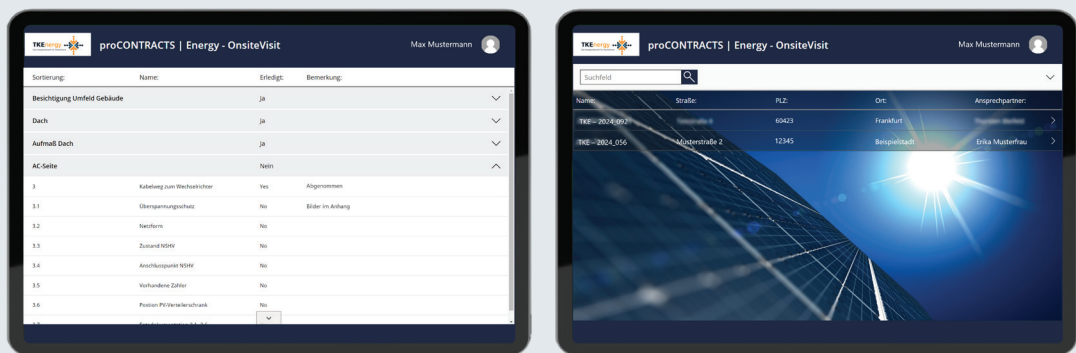 TKEnergy
proCONTRACTS | Energy - OnsiteVisit
Max Mustermann
Sortierung: Name: Erledigt: Bemerkung:
Besichtigung Umfeld Gebäude Ja
Dach Ja
Aufmaß Dach Ja
AC-Seite Nein
3 Kabelweg zum Wechselrichter Yes Abgenommen
3.1 Überspannungsschutz No Bilder im Anhang
3.2 Netzform No
3.3 Zustand NSHV No
3.4 Anschlusspunkt NSHV No
3.5 Vorhandene Zähler No
3.6 Postion PV-Verteilerschrank No
TKEnergy
proCONTRACTS | Energy - OnsiteVisit
Max Mustermann
Suchfeld
Name: Straße: PLZ: Ort: Ansprechpartner:
TKE – 2024_092 60423 Frankfurt
TKE – 2024_056 Musterstraße 2 12345 Beispielstadt Erika Musterfrau